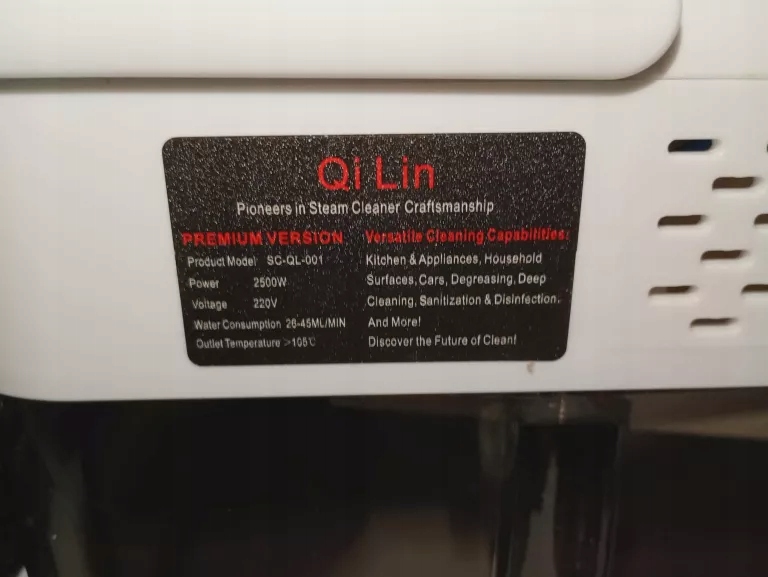 Qi Lin
Pioneers in Steam Cleaner Craftsmanship
PREMIUM VERSION
Product Model SC-QL-001
Power 2500W
Voltage 220V
Water Consumption 26-45ML/MIN
Outlet Temperature >105℃
Versatile Cleaning Capabilities:
Kitchen & Appliances, Household
Surfaces, Cars, Degreasing, Deep
Cleaning, Sanitization & Disinfection.
And More!
Discover the Future of Clean!